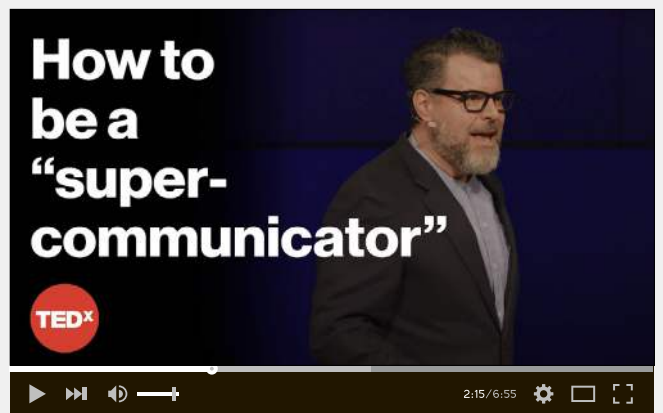 How to
be a
“super-
communicator”
TEDx
2:15/6:55